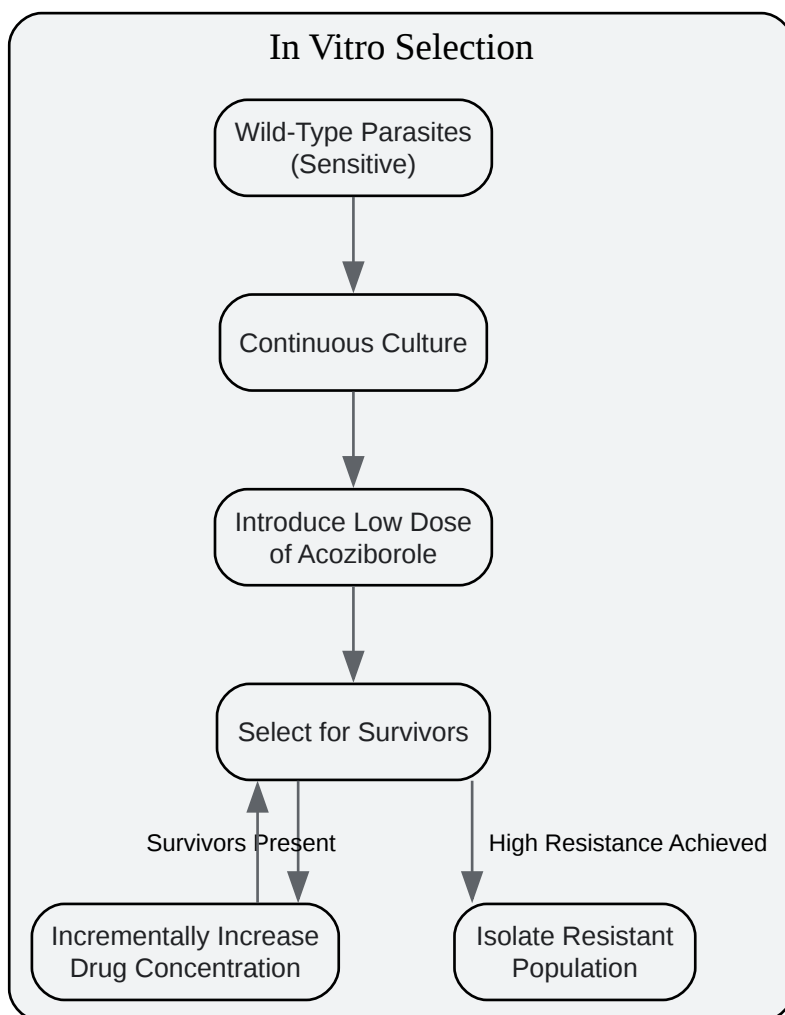 In Vitro Selection
Wild-Type Parasites
(Sensitive)
Continuous Culture
Introduce Low Dose
of Acoziborole
Select for Survivors
Survivors Present
High Resistance Achieved
Incrementally Increase
Drug Concentration
Isolate Resistant
Population